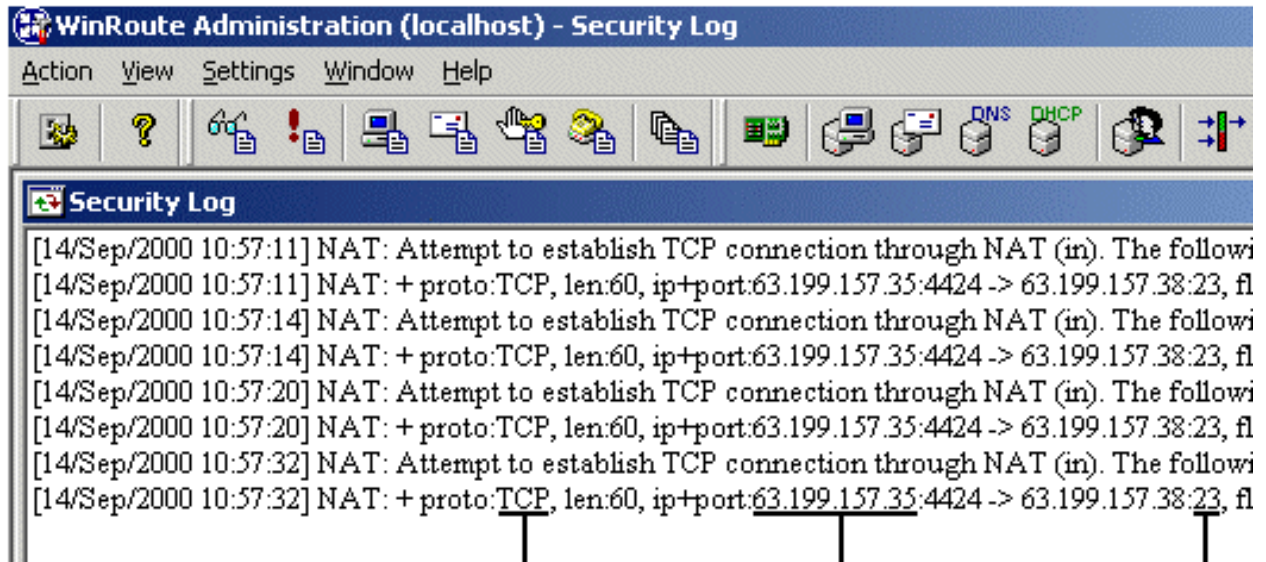 WinRoute Administration (localhost) - Security Log
Action View Settings Window Help
DNS DHCP
Security Log
[14/Sep/2000 10:57:11] NAT: Attempt to establish TCP connection through NAT (in). The followi
[14/Sep/2000 10:57:11] NAT: + proto:TCP, len:60, ip+port:63.199.157.35:4424 -> 63.199.157.38:23, fl
[14/Sep/2000 10:57:14] NAT: Attempt to establish TCP connection through NAT (in). The followi
[14/Sep/2000 10:57:14] NAT: + proto:TCP, len:60, ip+port:63.199.157.35:4424 -> 63.199.157.38:23, fl
[14/Sep/2000 10:57:20] NAT: Attempt to establish TCP connection through NAT (in). The followi
[14/Sep/2000 10:57:20] NAT: + proto:TCP, len:60, ip+port:63.199.157.35:4424 -> 63.199.157.38:23, fl
[14/Sep/2000 10:57:32] NAT: Attempt to establish TCP connection through NAT (in). The followi
[14/Sep/2000 10:57:32] NAT: + proto:TCP, len:60, ip+port:63.199.157.35:4424 -> 63.199.157.38:23, fl